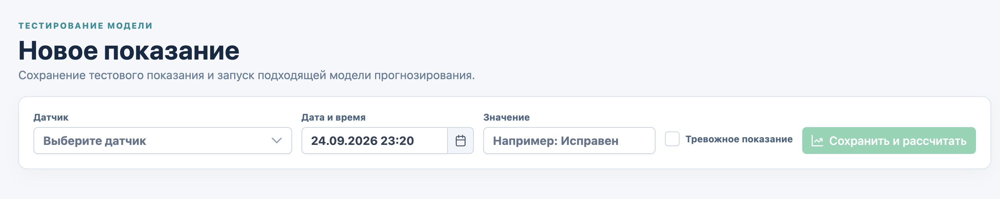 ТЕСТИРОВАНИЕ МОДЕЛИ
Новое показание
Сохранение тестового показания и запуск подходящей модели прогнозирования.
Датчик
Дата и время
Значение
Выберите датчик
24.09.2026 23:20
Например: Исправен
Тревожное показание
Сохранить и рассчитать